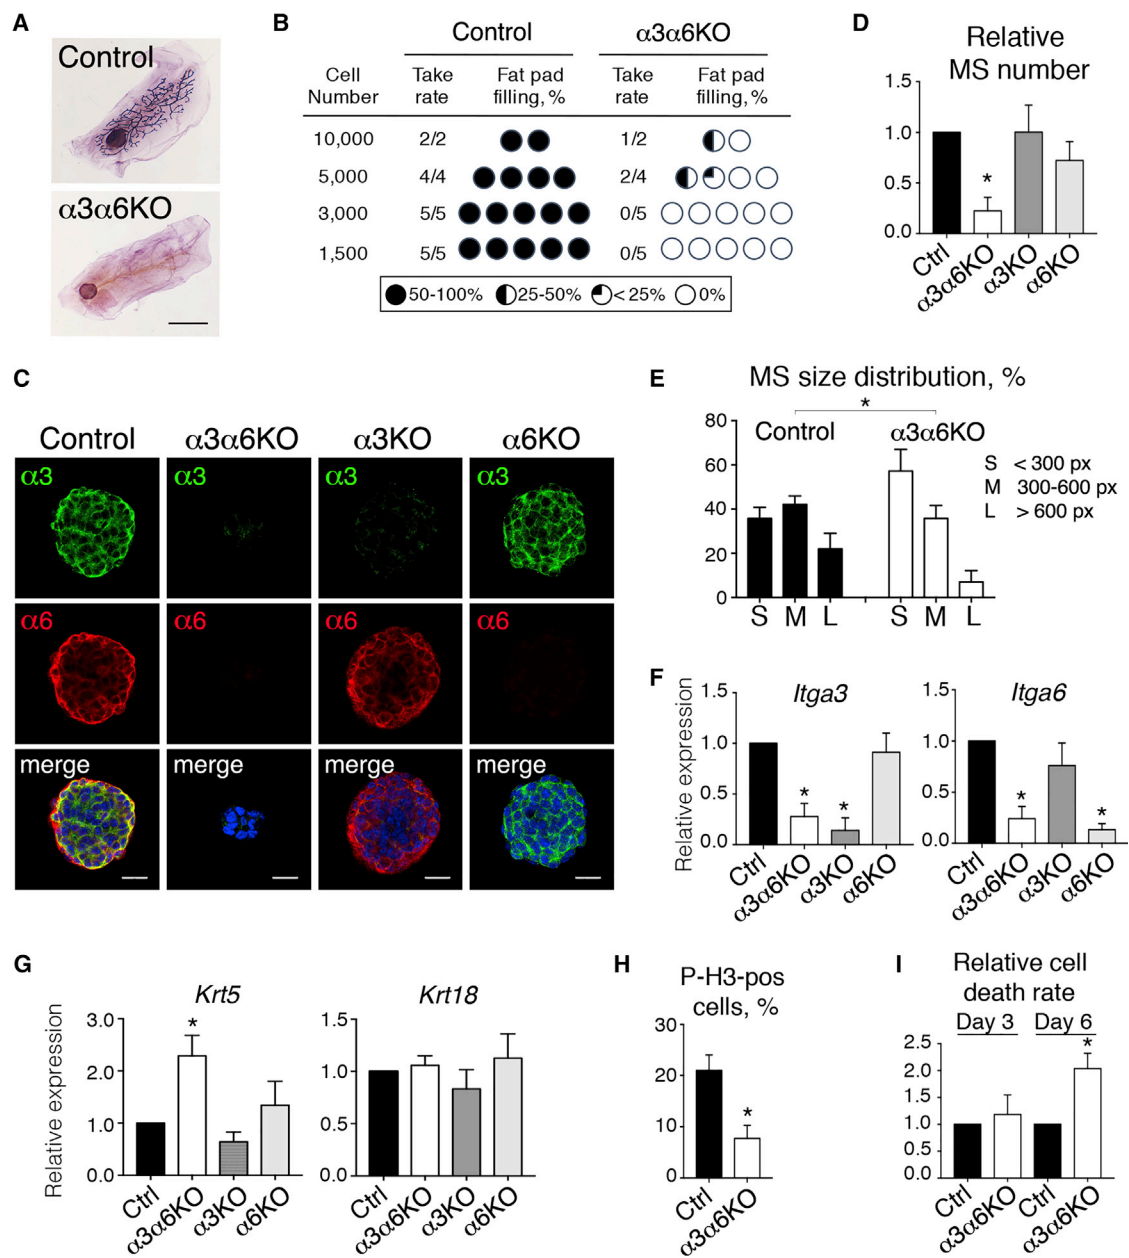 A
Control
α3α6KO
B
Control α3α6KO
Cell Number Take rate Fat pad filling, % Take rate Fat pad filling, %
10,000 2/2 1/2
5,000 4/4 2/4
3,000 5/5 0/5
1,500 5/5 0/5
50-100% 25-50% < 25% 0%
D
Relative
MS number
1.5
1.0
0.5
0.0
*
Ctrl α3α6KO α3KO α6KO
C
Control α3α6KO α3KO α6KO
α3 α3 α3 α3
α6 α6 α6 α6
merge merge merge merge
E
MS size distribution, %
*
80
60
40
20
0
Control α3α6KO
S < 300 px
M 300-600 px
L > 600 px
S M L S M L
F
Relative expression
Itga3
1.5
1.0
0.5
0.0
* *
Ctrl α3α6KO α3KO α6KO
Itga6
1.5
1.0
0.5
0.0
* *
Ctrl α3α6KO α3KO α6KO
G
Relative expression
Krt5
3.0
2.0
1.0
0.0
*
Ctrl α3α6KO α3KO α6KO
Krt18
1.5
1.0
0.5
0.0
Ctrl α3α6KO α3KO α6KO
H
P-H3-pos
cells, %
30
20
10
0
*
Ctrl α3α6KO
I
Relative cell
death rate
Day 3 Day 6
2.5
2.0
1.5
1.0
0.5
2.5
0.0
*
Ctrl α3α6KO Ctrl α3α6KO